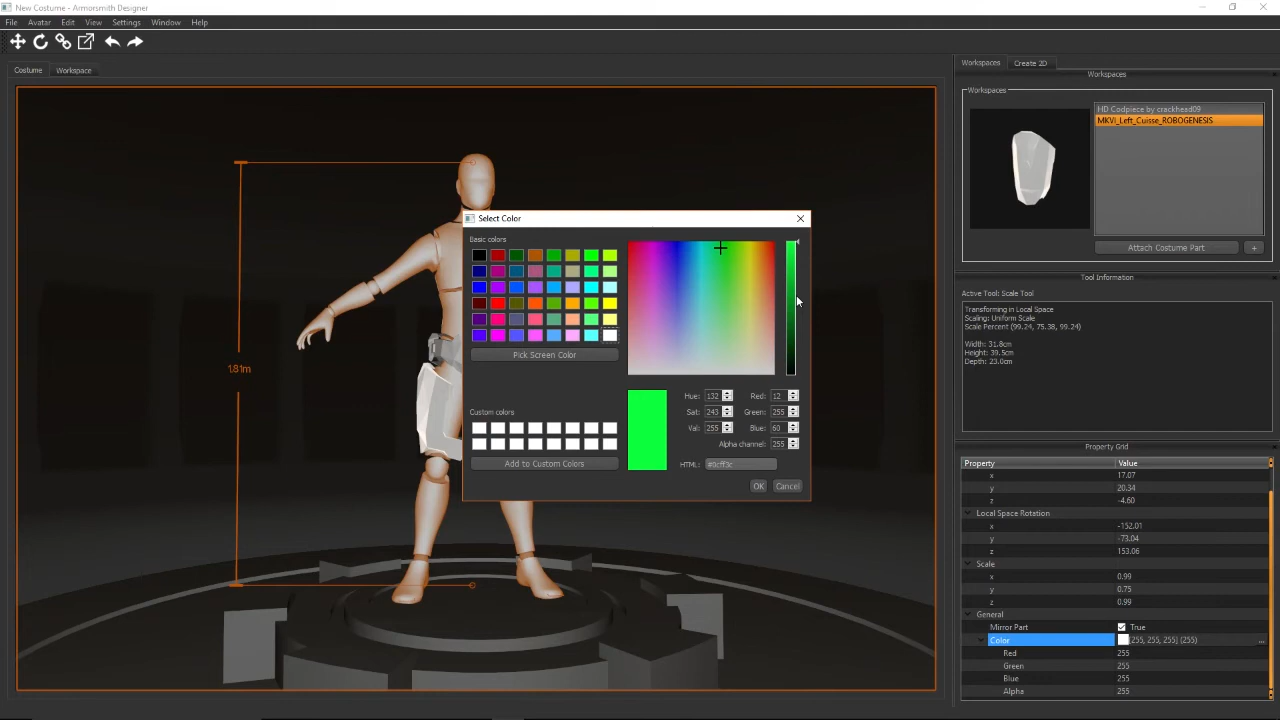 New Costume - Armorsmith Designer
File Avatar Edit View Settings Window Help
Costume Workspace
1.81m
Select Color
Basic colors
Pick Screen Color
Custom colors
Add to Custom Colors
Hue: 132 Red: 12
Sat: 243 Green: 255
Val: 255 Blue: 60
Alpha channel: 255
HTML: #0cff3c
OK Cancel
Workspaces Create 2D
Workspaces
Workspaces
HD Codpiece by crackhead09
MKVI_Left_Cuisse_ROBOGENESIS
Attach Costume Part +
Tool Information
Active Tool: Scale Tool
Transforming in Local Space
Scaling: Uniform Scale
Scale Percent (99.24, 75.38, 99.24)
Width: 31.8cm
Height: 39.5cm
Depth: 23.0cm
Property Grid
Property Value
x 17.07
y 20.34
z -4.60
Local Space Rotation
x -152.01
y -73.04
z 153.06
Scale
x 0.99
y 0.75
z 0.99
General
Mirror Part True
Color [255, 255, 255] (255) ...
Red 255
Green 255
Blue 255
Alpha 255